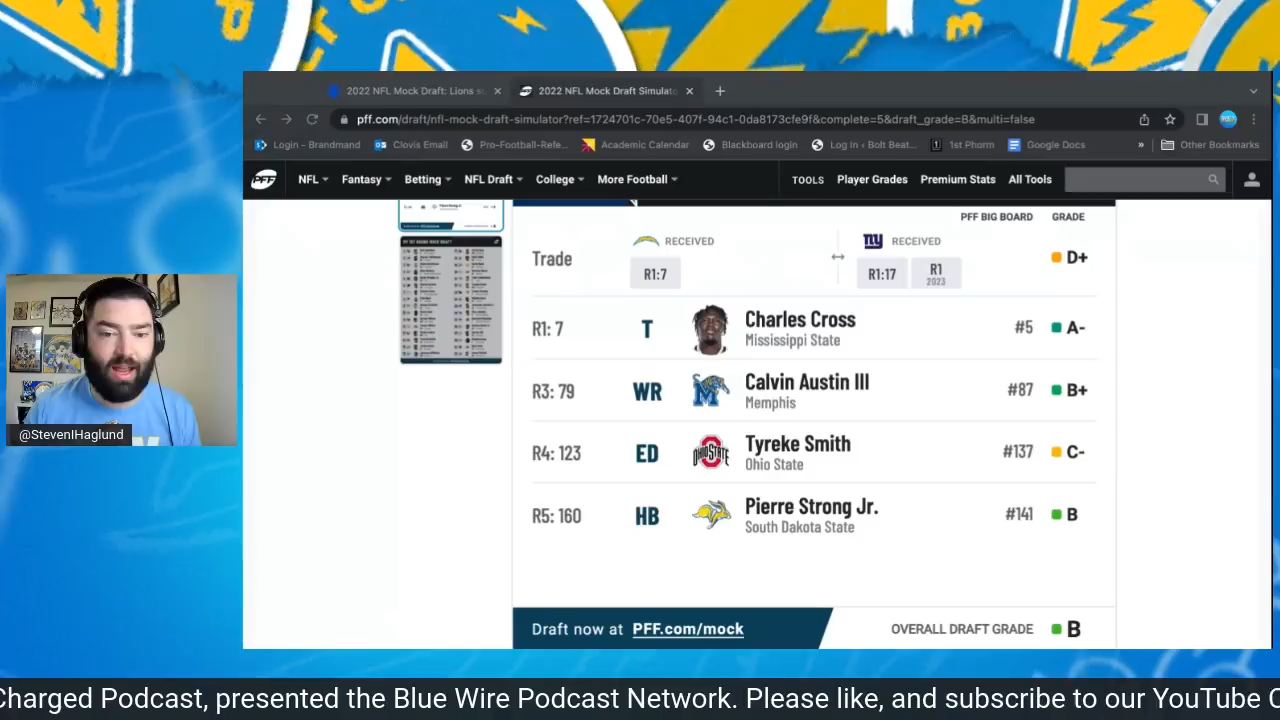 2022 NFL Mock Draft: Lions
2022 NFL Mock Draft Simulato
pff.com/draft/nfl-mock-draft-simulator?ref=1724701c-70e5-407f-94c1-0da8173cfe9f&complete=5&draft_grade=B&multi=false
Login - Brandmand
Clovis Email
Pro-Football-Refe...
Academic Calendar
Blackboard login
Log In ‹ Bolt Beat...
1st Phorm
Google Docs
»
Other Bookmarks
PFF
NFL
Fantasy
Betting
NFL Draft
College
More Football
TOOLS
Player Grades
Premium Stats
All Tools
PFF BIG BOARD GRADE
Trade
RECEIVED
R1:7
ny RECEIVED
R1:17
R1
2023
D+
R1: 7 T Charles Cross #5 A-
Mississippi State
R3: 79 WR Calvin Austin III #87 B+
Memphis
R4: 123 ED Tyreke Smith #137 C-
Ohio State
R5: 160 HB Pierre Strong Jr. #141 B
South Dakota State
Draft now at PFF.com/mock
OVERALL DRAFT GRADE B
@StevenIHaglund
Charged Podcast, presented the Blue Wire Podcast Network. Please like, and subscribe to our YouTube C